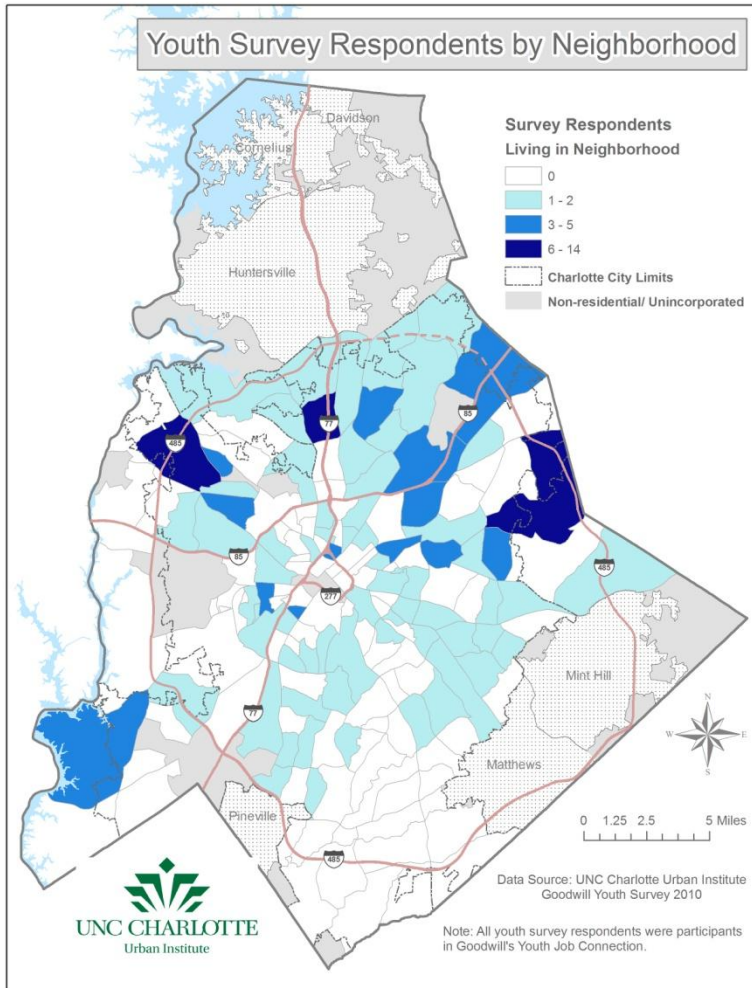 Youth Survey Respondents by Neighborhood
Davidson
Cornelius
Huntersville
Survey Respondents
Living in Neighborhood
0
1 - 2
3 - 5
6 - 14
Charlotte City Limits
Non-residential/ Unincorporated
77
85
485
85
277
485
Mint Hill
77
Matthews
Pineville
485
N
W E
S
0 1.25 2.5 5 Miles
UNC CHARLOTTE
Urban Institute
Data Source: UNC Charlotte Urban Institute
Goodwill Youth Survey 2010
Note: All youth survey respondents were participants
in Goodwill's Youth Job Connection.